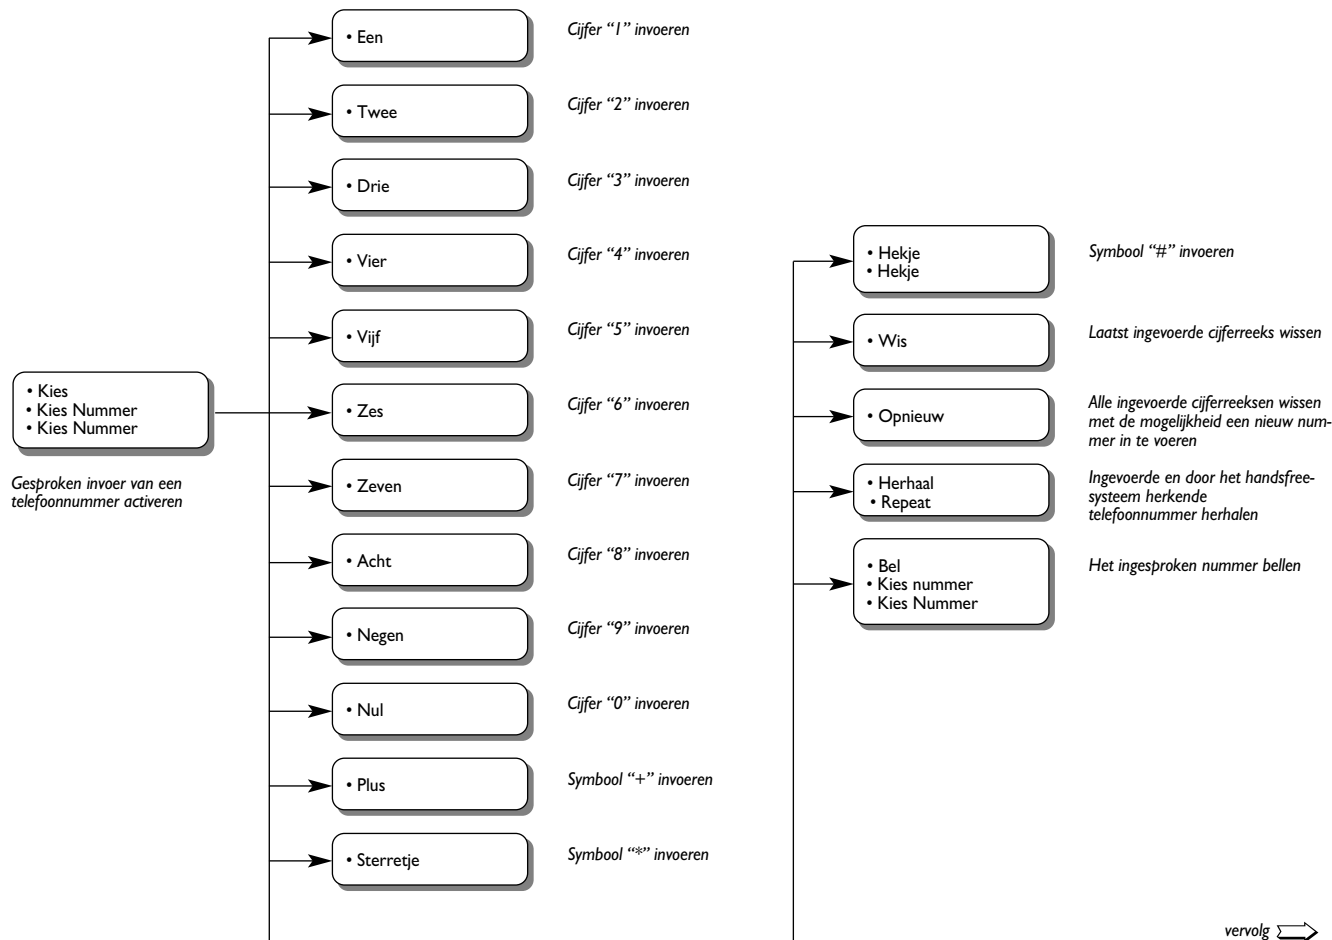 • Kies
• Kies Nummer
• Kies Nummer
Gesproken invoer van een
telefoonnummer activeren
• Een
Cijfer “1” invoeren
• Twee
Cijfer “2” invoeren
• Drie
Cijfer “3” invoeren
• Vier
Cijfer “4” invoeren
• Vijf
Cijfer “5” invoeren
• Zes
Cijfer “6” invoeren
• Zeven
Cijfer “7” invoeren
• Acht
Cijfer “8” invoeren
• Negen
Cijfer “9” invoeren
• Nul
Cijfer “0” invoeren
• Plus
Symbool “+” invoeren
• Sterretje
Symbool “*” invoeren
• Hekje
• Hekje
Symbool “#” invoeren
• Wis
Laatst ingevoerde cijferreeks wissen
• Opnieuw
Alle ingevoerde cijferreeksen wissen
met de mogelijkheid een nieuw num-
mer in te voeren
• Herhaal
• Repeat
Ingevoerde en door het handsfree-
systeem herkende
telefoonnummer herhalen
• Bel
• Kies nummer
• Kies Nummer
Het ingesproken nummer bellen
vervolg